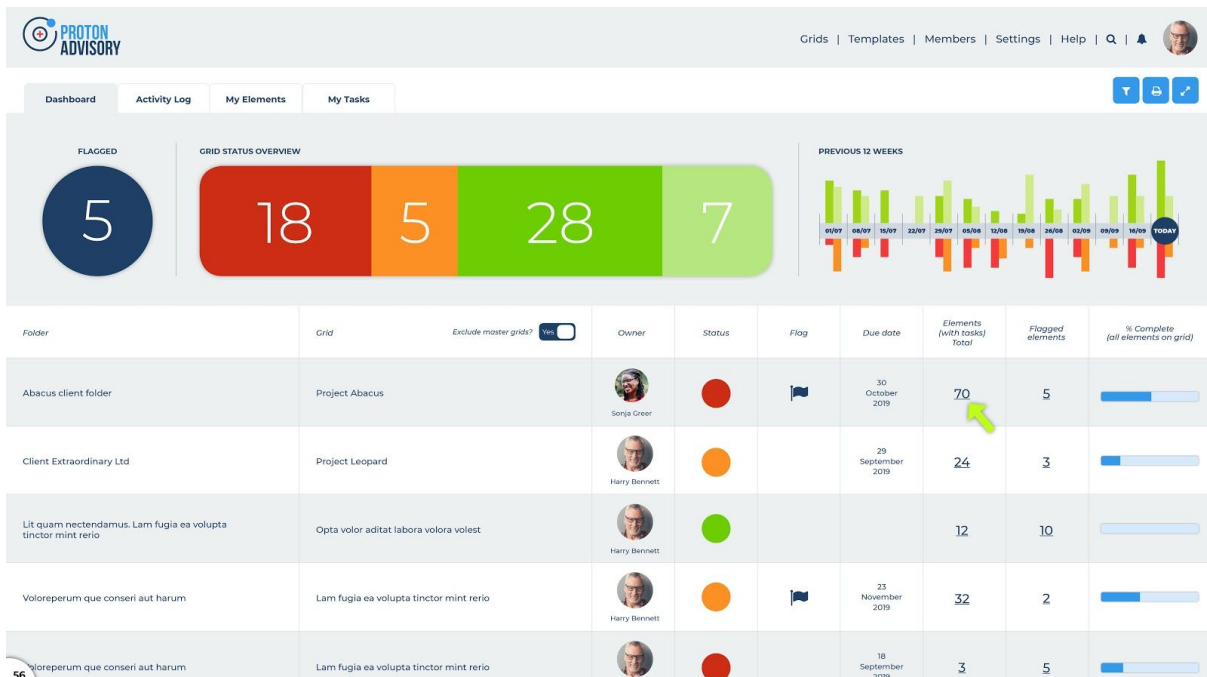 PROTON
ADVISORY
Grids | Templates | Members | Settings | Help | |
Dashboard Activity Log My Elements My Tasks
FLAGGED
GRID STATUS OVERVIEW
PREVIOUS 12 WEEKS
5
18 5 28 7
01/07 08/07 15/07 22/07 29/07 05/08 12/08 19/08 26/08 02/09 09/09 16/09 TODAY
Folder
Grid
Exclude master grids? Yes
Owner
Status
Flag
Due date
Elements
(with tasks)
Total
Flagged
elements
% Complete
(all elements on grid)
Abacus client folder
Project Abacus
Sonja Greer
30
October
2019
70
5
Client Extraordinary Ltd
Project Leopard
Harry Bennett
29
September
2019
24
3
Lit quam nectendamus. Lam fugia ea volupta
tinctor mint rerio
Opta volor aditat labora volora volest
Harry Bennett
12
10
Voloreperum que conseri aut harum
Lam fugia ea volupta tinctor mint rerio
Harry Bennett
23
November
2019
32
2
oloreperum que conseri aut harum
Lam fugia ea volupta tinctor mint rerio
18
September
2019
3
5
56